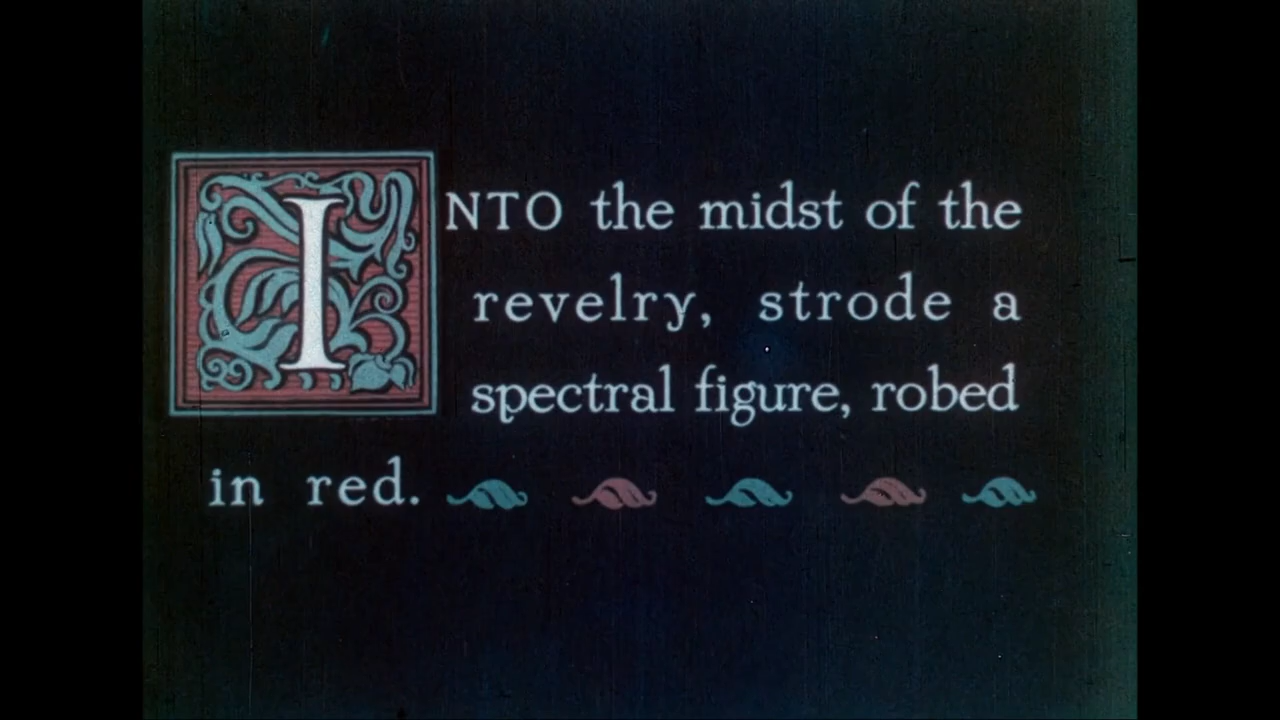 INTO the midst of the
revelry, strode a
spectral figure, robed
in red.